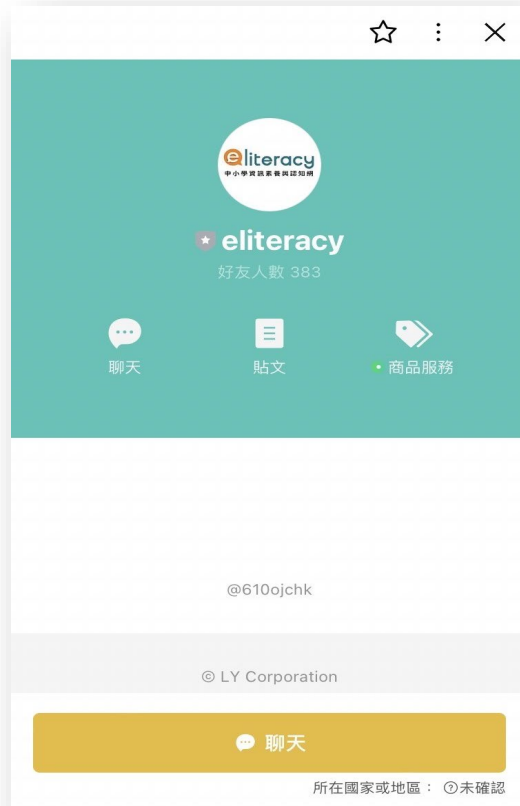 eliteracy
中小學資訊素養與認知網
eliteracy
好友人數 383
聊天
貼文
商品服務
@610ojchk
© LY Corporation
聊天
所在國家或地區： ?未確認